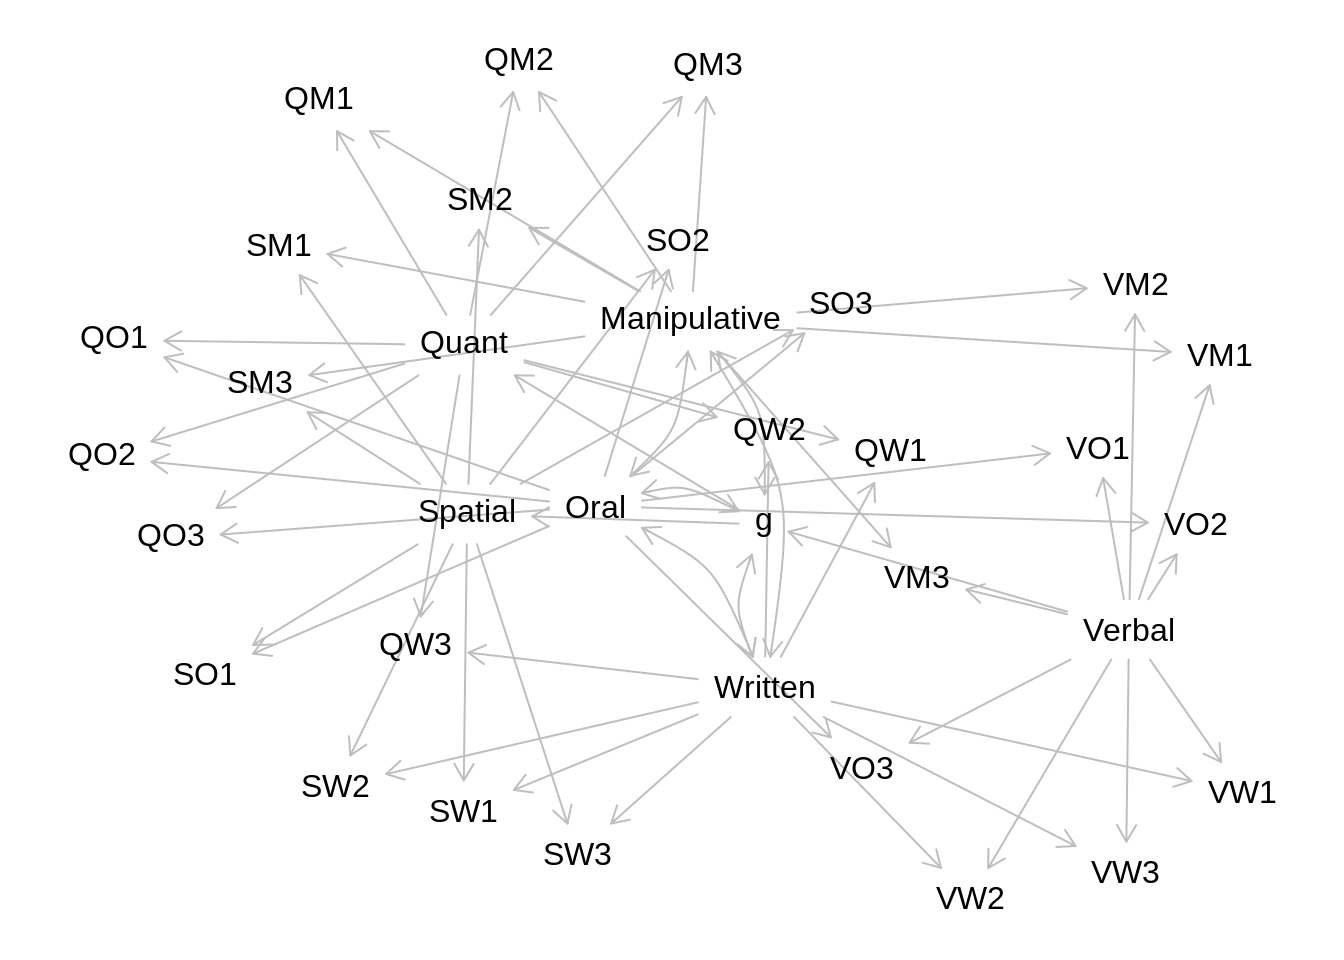 QM2
QM3
QM1
SM2
SO2
SM1
VM2
SO3
Manipulative
QO1
Quant
VM1
SM3
QW2
VO1
QW1
QO2
Oral
Spatial
g
VO2
QO3
VM3
Verbal
QW3
SO1
Written
VO3
SW2
VW1
SW1
SW3
VW3
VW2